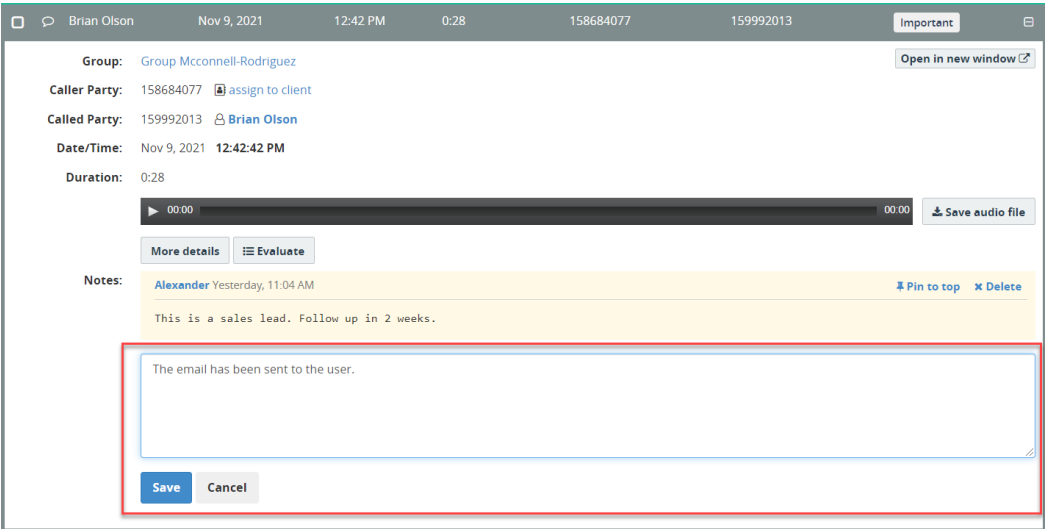 Brian Olson Nov 9, 2021 12:42 PM 0:28 158684077 159992013 Important
Group: Group Mcconnell-Rodriguez Open in new window
Caller Party: 158684077 assign to client
Called Party: 159992013 Brian Olson
Date/Time: Nov 9, 2021 12:42:42 PM
Duration: 0:28
00:00 00:00 Save audio file
More details Evaluate
Notes: Alexander Yesterday, 11:04 AM Pin to top Delete
This is a sales lead. Follow up in 2 weeks.
The email has been sent to the user.
Save Cancel